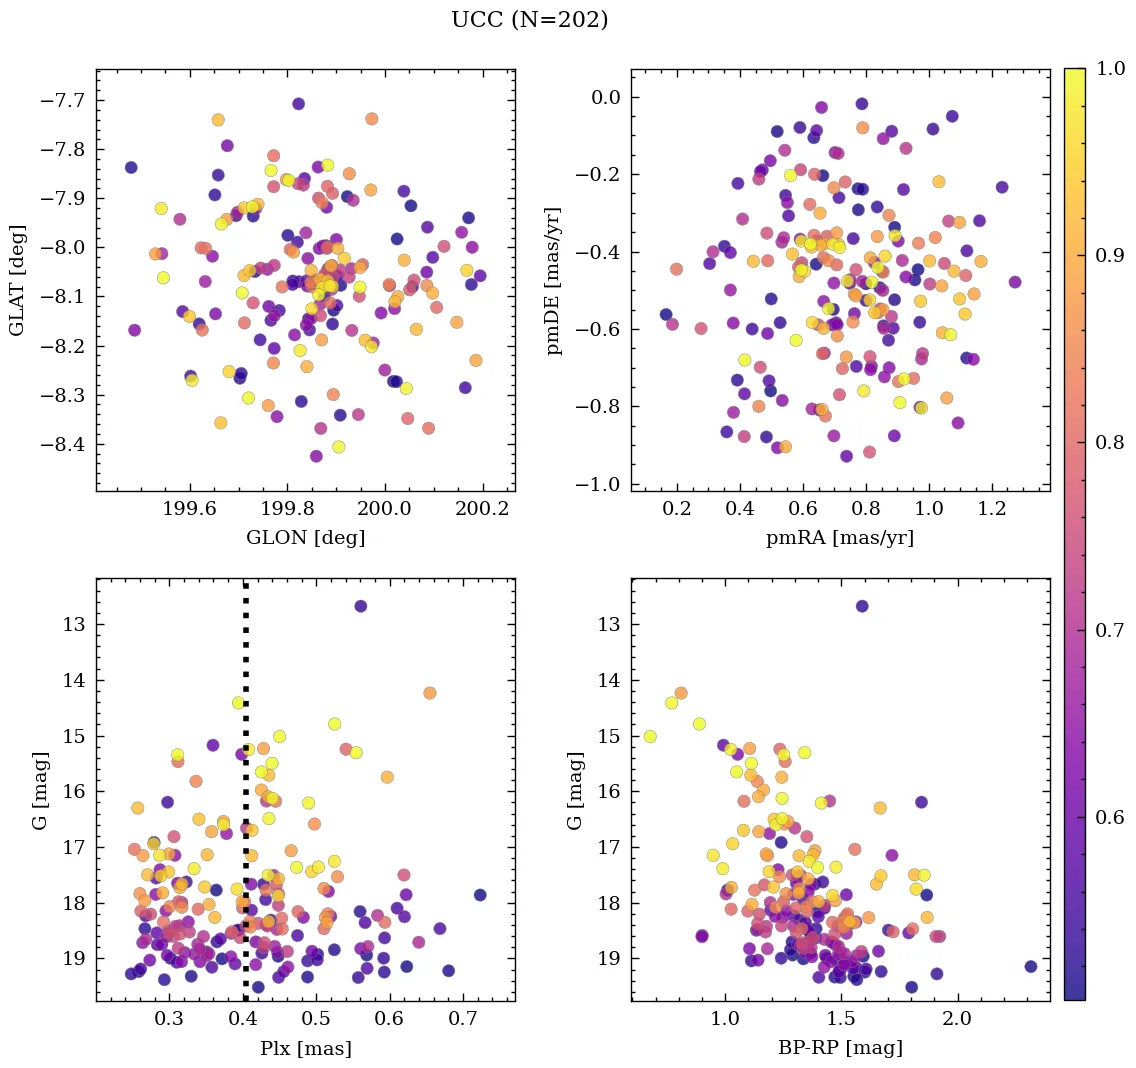 UCC (N=202)
−7.7
−7.8
−7.9
−8.0
−8.1
−8.2
−8.3
−8.4
GLAT [deg]
199.6 199.8 200.0 200.2
GLON [deg]
0.0
−0.2
−0.4
−0.6
−0.8
−1.0
pmDE [mas/yr]
0.2 0.4 0.6 0.8 1.0 1.2
pmRA [mas/yr]
13
14
15
16
17
18
19
G [mag]
0.3 0.4 0.5 0.6 0.7
Plx [mas]
13
14
15
16
17
18
19
G [mag]
1.0 1.5 2.0
BP-RP [mag]
1.0
0.9
0.8
0.7
0.6